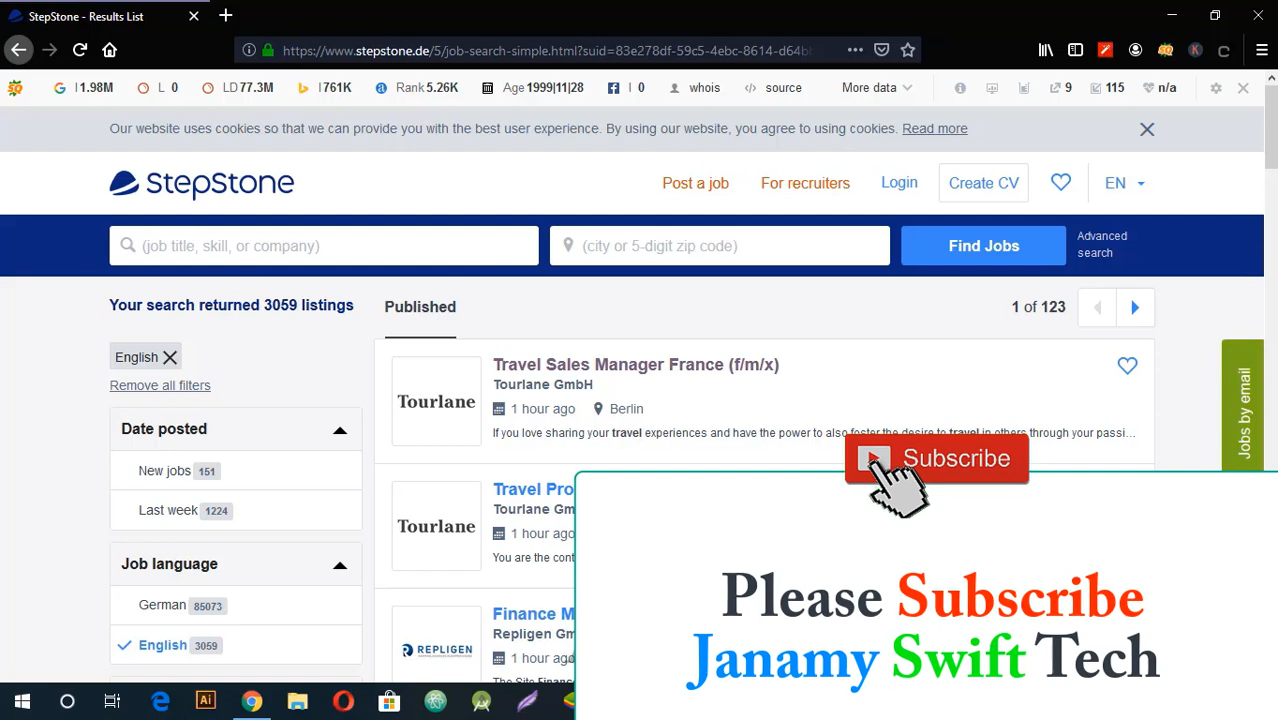 StepStone - Results List
https://www.stepstone.de/5/job-search-simple.html?suid=83e278df-59c5-4ebc-8614-d64b
I 1.98M
L 0
LD 77.3M
I 761K
Rank 5.26K
Age 1999|11|28
I 0
whois
source
More data
9
115
n/a
Our website uses cookies so that we can provide you with the best user experience. By using our website, you agree to using cookies. Read more
StepStone
Post a job
For recruiters
Login
Create CV
EN
(job title, skill, or company)
(city or 5-digit zip code)
Find Jobs
Advanced
search
Your search returned 3059 listings
Published
1 of 123
English
Remove all filters
Date posted
New jobs 151
Last week 1224
Job language
German 85073
English 3059
Tourlane
Travel Sales Manager France (f/m/x)
Tourlane GmbH
1 hour ago
Berlin
If you love sharing your travel experiences and have the power to also foster the desire to travel in others through your passi...
Tourlane
Travel Pro
Tourlane Gm
1 hour ago
You are the cont
REPLIGEN
Finance M
Repligen Gm
1 hour ago
The Site Finan
Jobs by email
Subscribe
Please Subscribe
Janamy Swift Tech
Ai